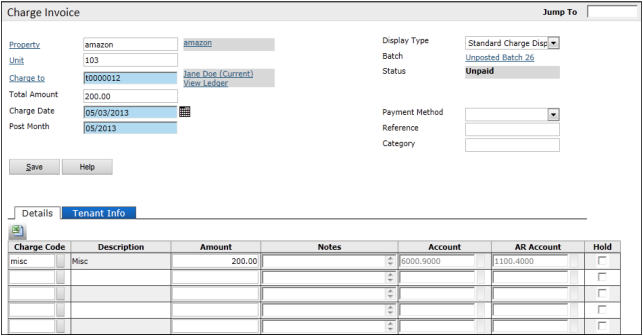 Charge Invoice Jump To
Property amazon amazon Display Type Standard Charge Disp
Unit 103 Batch Unposted Batch 26
Charge to t0000012 Jane Doe (Current) Status Unpaid
View Ledger
Total Amount 200.00
Charge Date 05/03/2013 Payment Method
Post Month 05/2013 Reference
Category
Save Help
Details Tenant Info
Charge Code Description Amount Notes Account AR Account Hold
misc Misc 200.00 6000.9000 1100.4000